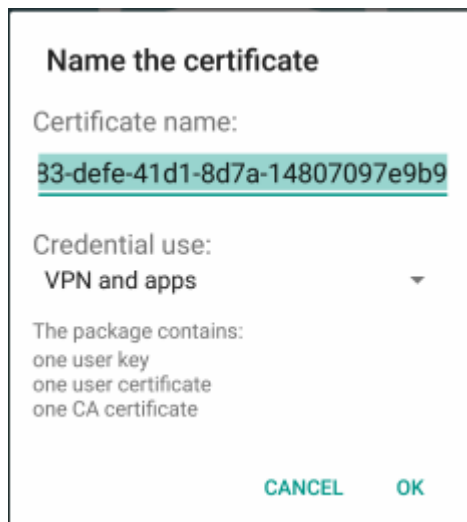 Name the certificate
Certificate name:
33-defe-41d1-8d7a-14807097e9b9
Credential use:
VPN and apps
The package contains:
one user key
one user certificate
one CA certificate
CANCEL OK